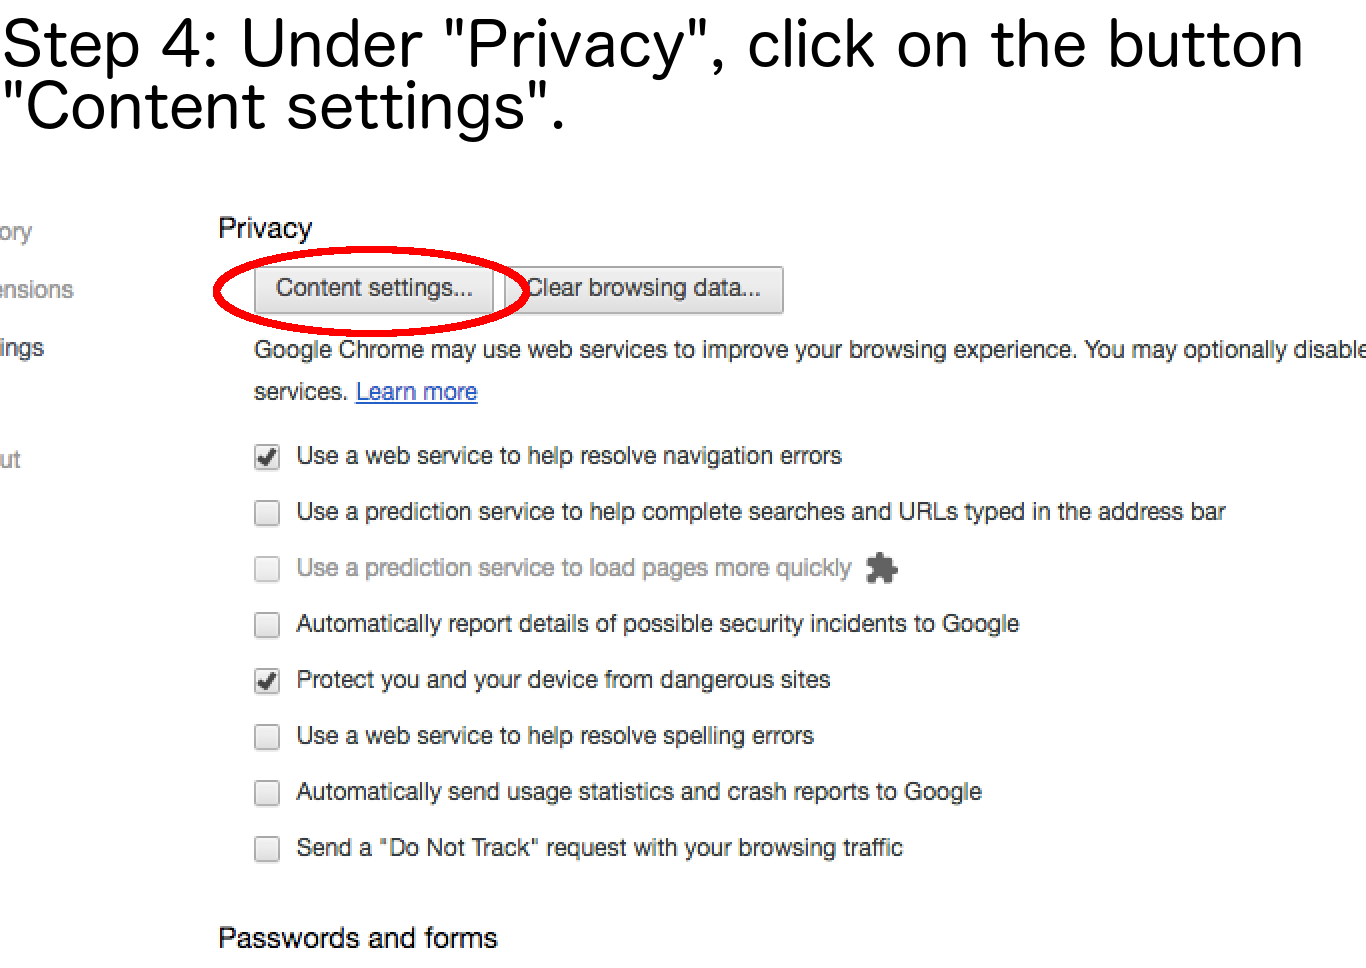 Step 4: Under "Privacy", click on the button
"Content settings".
Privacy
ory
Content settings...
Clear browsing data...
ensions
ings
Google Chrome may use web services to improve your browsing experience. You may optionally disable
services. Learn more
ut
Use a web service to help resolve navigation errors
Use a prediction service to help complete searches and URLs typed in the address bar
Use a prediction service to load pages more quickly
Automatically report details of possible security incidents to Google
Protect you and your device from dangerous sites
Use a web service to help resolve spelling errors
Automatically send usage statistics and crash reports to Google
Send a "Do Not Track" request with your browsing traffic
Passwords and forms